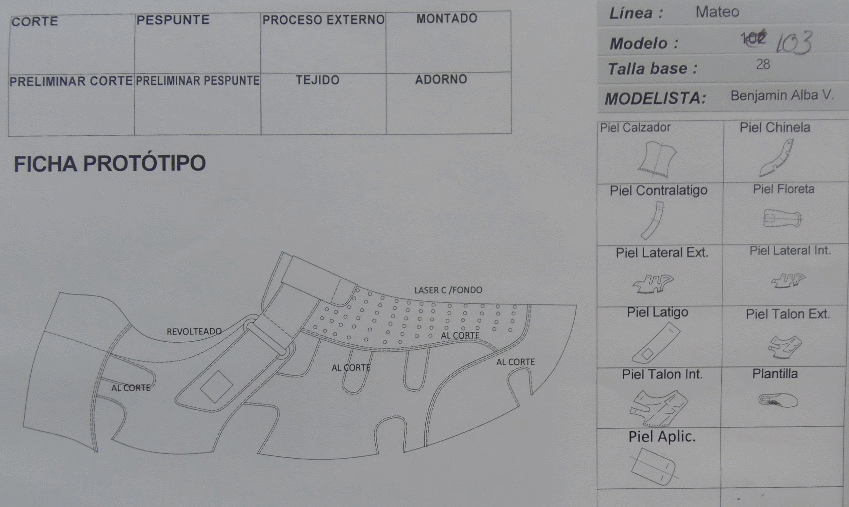 CORTE PESPUNTE PROCESO EXTERNO MONTADO
PRELIMINAR CORTE PRELIMINAR PESPUNTE TEJIDO ADORNO
FICHA PROTÓTIPO
LASER C /FONDO
REVOLTEADO
AL CORTE
AL CORTE
AL CORTE
AL CORTE
Línea : Mateo
Modelo : 102 103
Talla base : 28
MODELISTA: Benjamin Alba V.
Piel Calzador Piel Chinela
Piel Contralatigo Piel Floreta
Piel Lateral Ext. Piel Lateral Int.
Piel Latigo Piel Talon Ext.
Piel Talon Int. Plantilla
Piel Aplic.